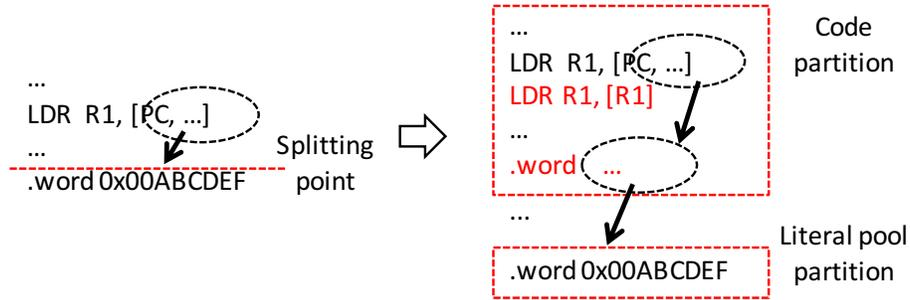 ...
LDR R1, [PC, ...]
...
.word 0x00ABCDEF
Splitting
point
...
LDR R1, [PC, ...]
LDR R1, [R1]
...
.word ...
...
.word 0x00ABCDEF
Code
partition
Literal pool
partition